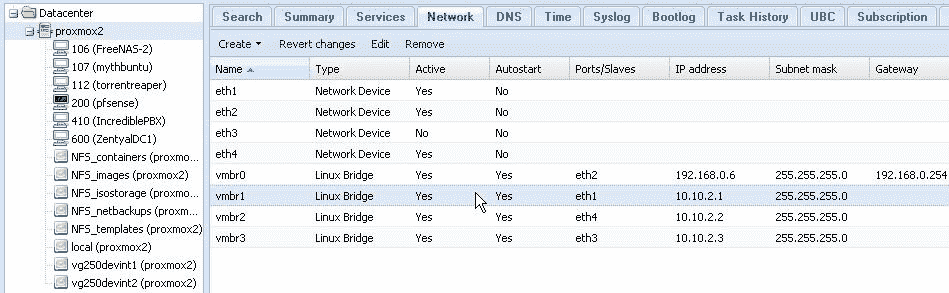 Datacenter
proxmox2
106 (FreeNAS-2)
107 (mythbuntu)
112 (torrentreaper)
200 (pfsense)
410 (IncrediblePBX)
600 (ZentyalDC1)
NFS_containers (proxmo...
NFS_images (proxmox2)
NFS_isostorage (proxmo...
NFS_netbackups (proxm...
NFS_templates (proxmox2)
local (proxmox2)
vg250devint1 (proxmox2)
vg250devint2 (proxmox2)
Search Summary Services Network DNS Time Syslog Bootlog Task History UBC Subscription
Create Revert changes Edit Remove
Name Type Active Autostart Ports/Slaves IP address Subnet mask Gateway
eth1 Network Device Yes No
eth2 Network Device Yes No
eth3 Network Device No No
eth4 Network Device Yes No
vmbr0 Linux Bridge Yes Yes eth2 192.168.0.6 255.255.255.0 192.168.0.254
vmbr1 Linux Bridge Yes Yes eth1 10.10.2.1 255.255.255.0
vmbr2 Linux Bridge Yes Yes eth4 10.10.2.2 255.255.255.0
vmbr3 Linux Bridge Yes Yes eth3 10.10.2.3 255.255.255.0